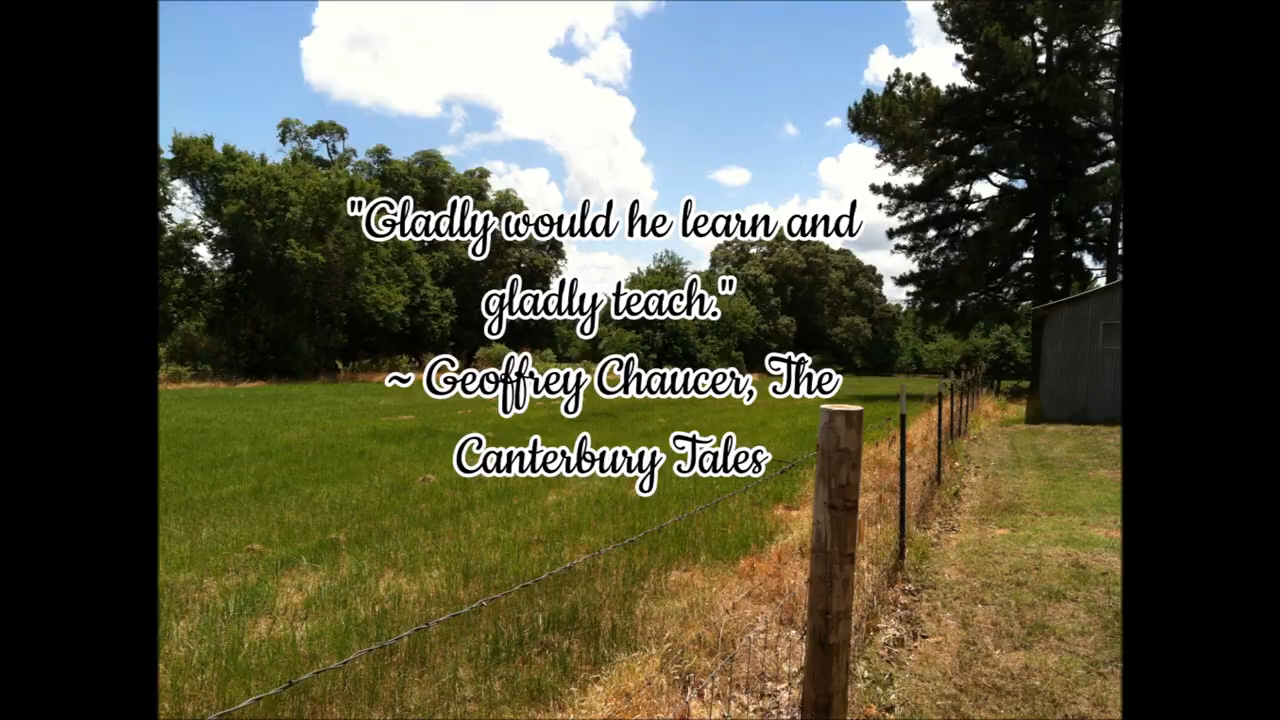 "Gladly would he learn and
gladly teach."
~ Geoffrey Chaucer, The
Canterbury Tales